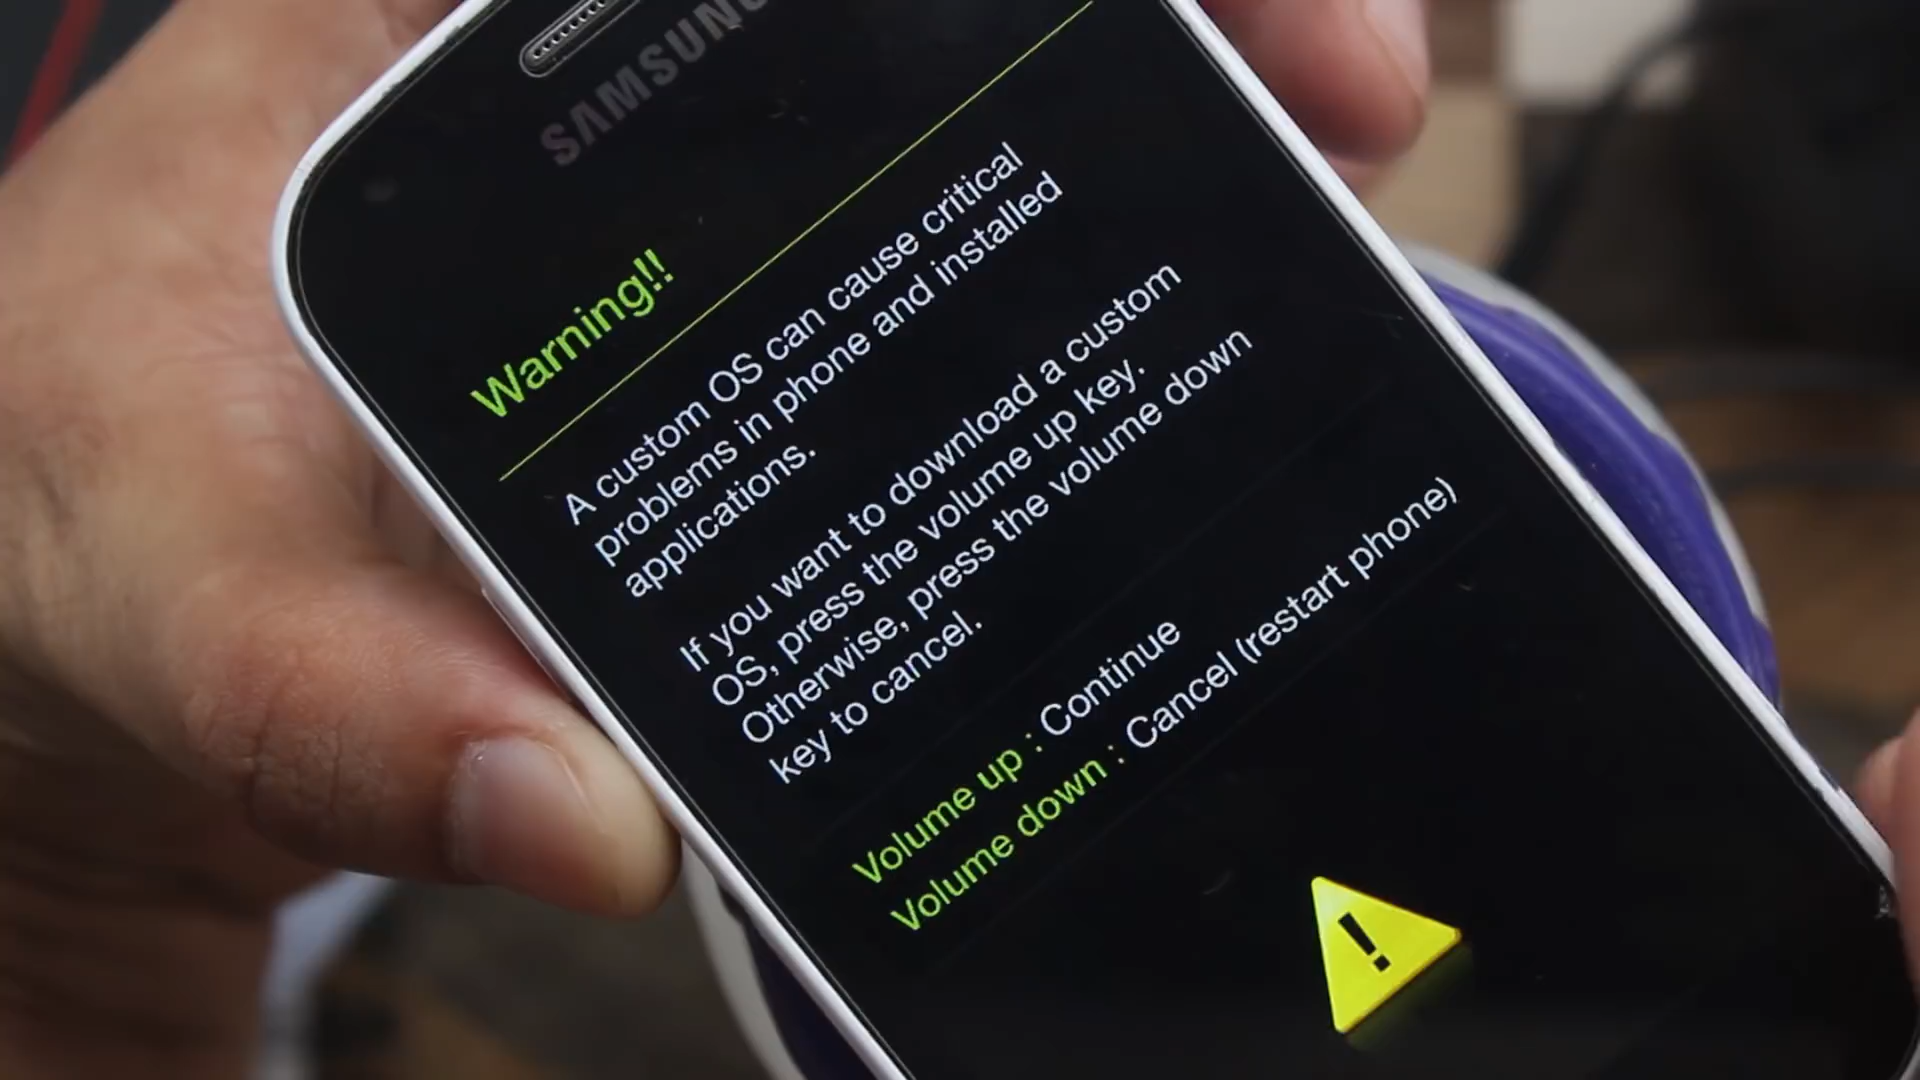 SAMSUNG
Warning!!
A custom OS can cause critical
problems in phone and installed
applications.
If you want to download a custom
OS, press the volume up key.
Otherwise, press the volume down
key to cancel.
Volume up : Continue
Volume down : Cancel (restart phone)
!